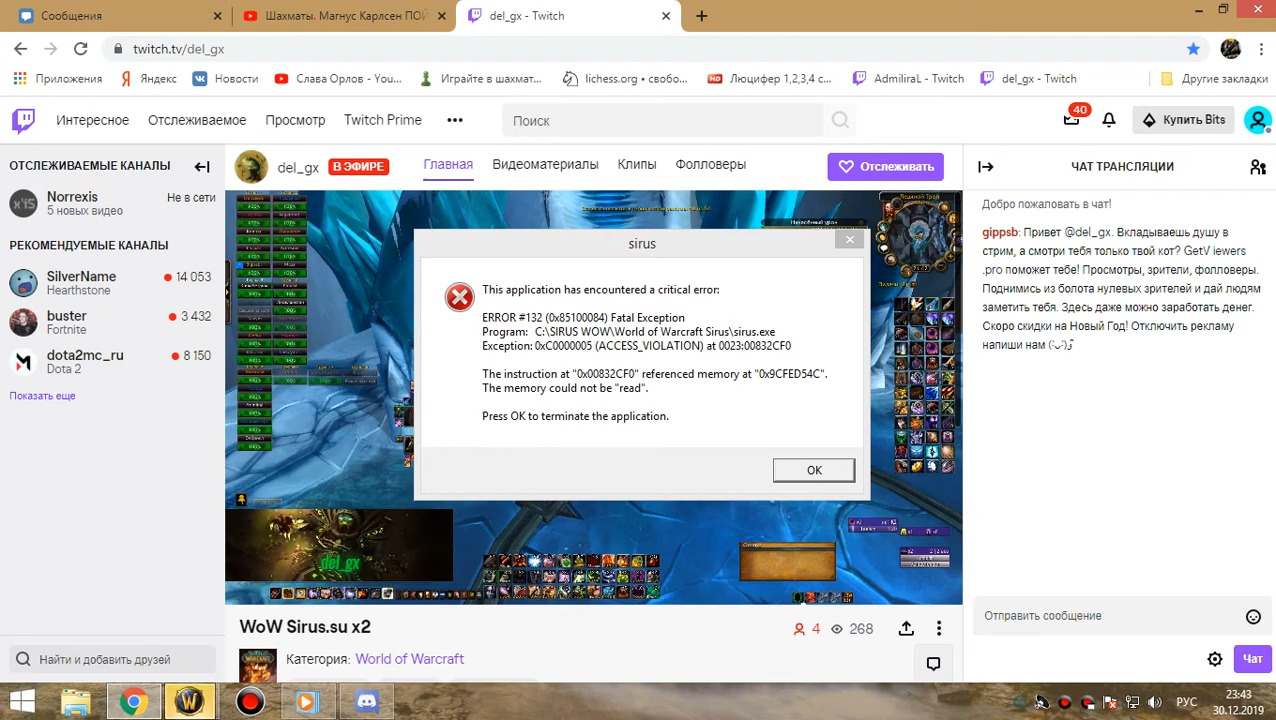 Сообщения
Шахматы. Магнус Карлсен ПОЙ
del_gx - Twitch
twitch.tv/del_gx
Приложения
Яндекс
Новости
Слава Орлов - You...
Играйте в шахмат...
lichess.org • свобо...
HD Люцифер 1,2,3,4 с...
AdmiliraL - Twitch
del_gx - Twitch
Другие закладки
Интересное
Отслеживаемое
Просмотр
Twitch Prime
Поиск
40
Купить Bits
ОТСЛЕЖИВАЕМЫЕ КАНАЛЫ
x15
Norrexis
Не в сети
5 новых видео
РЕКОМЕНДУЕМЫЕ КАНАЛЫ
SilverName
14 053
Hearthstone
buster
3 432
Fortnite
dota2mc_ru
8 150
Dota 2
Показать еще
Найти и добавить друзей
del_gx
В ЭФИРЕ
Главная
Видеоматериалы
Клипы
Фолловеры
Отслеживать
sirus
This application has encountered a critical error:
ERROR #132 (0x85100084) Fatal Exception
Program: C:\SIRUS WOW\World of Warcraft Sirus\sirus.exe
Exception: 0xC0000005 (ACCESS_VIOLATION) at 0023:00832CF0
The instruction at "0x00832CF0" referenced memory at "0x9CFED54C".
The memory could not be "read".
Press OK to terminate the application.
OK
del_gx
WoW Sirus.su x2
4
268
Категория: World of Warcraft
ЧАТ ТРАНСЛЯЦИИ
Добро пожаловать в чат!
gippsb: Привет @del_gx. Вкладываешь душу в
стрим, а смотри тебя только твой кот? GetV iewers
.pто поможет тебе! Просмотры, зрители, фолловеры.
Поднимись из болота нулевых зрителей и дай людям
заметить тебя. Здесь даже можно заработать денег.
Скоро скидки на Новый Год. Отключить рекламу
напиши нам
Отправить сообщение
Чат
РУС
23:43
30.12.2019